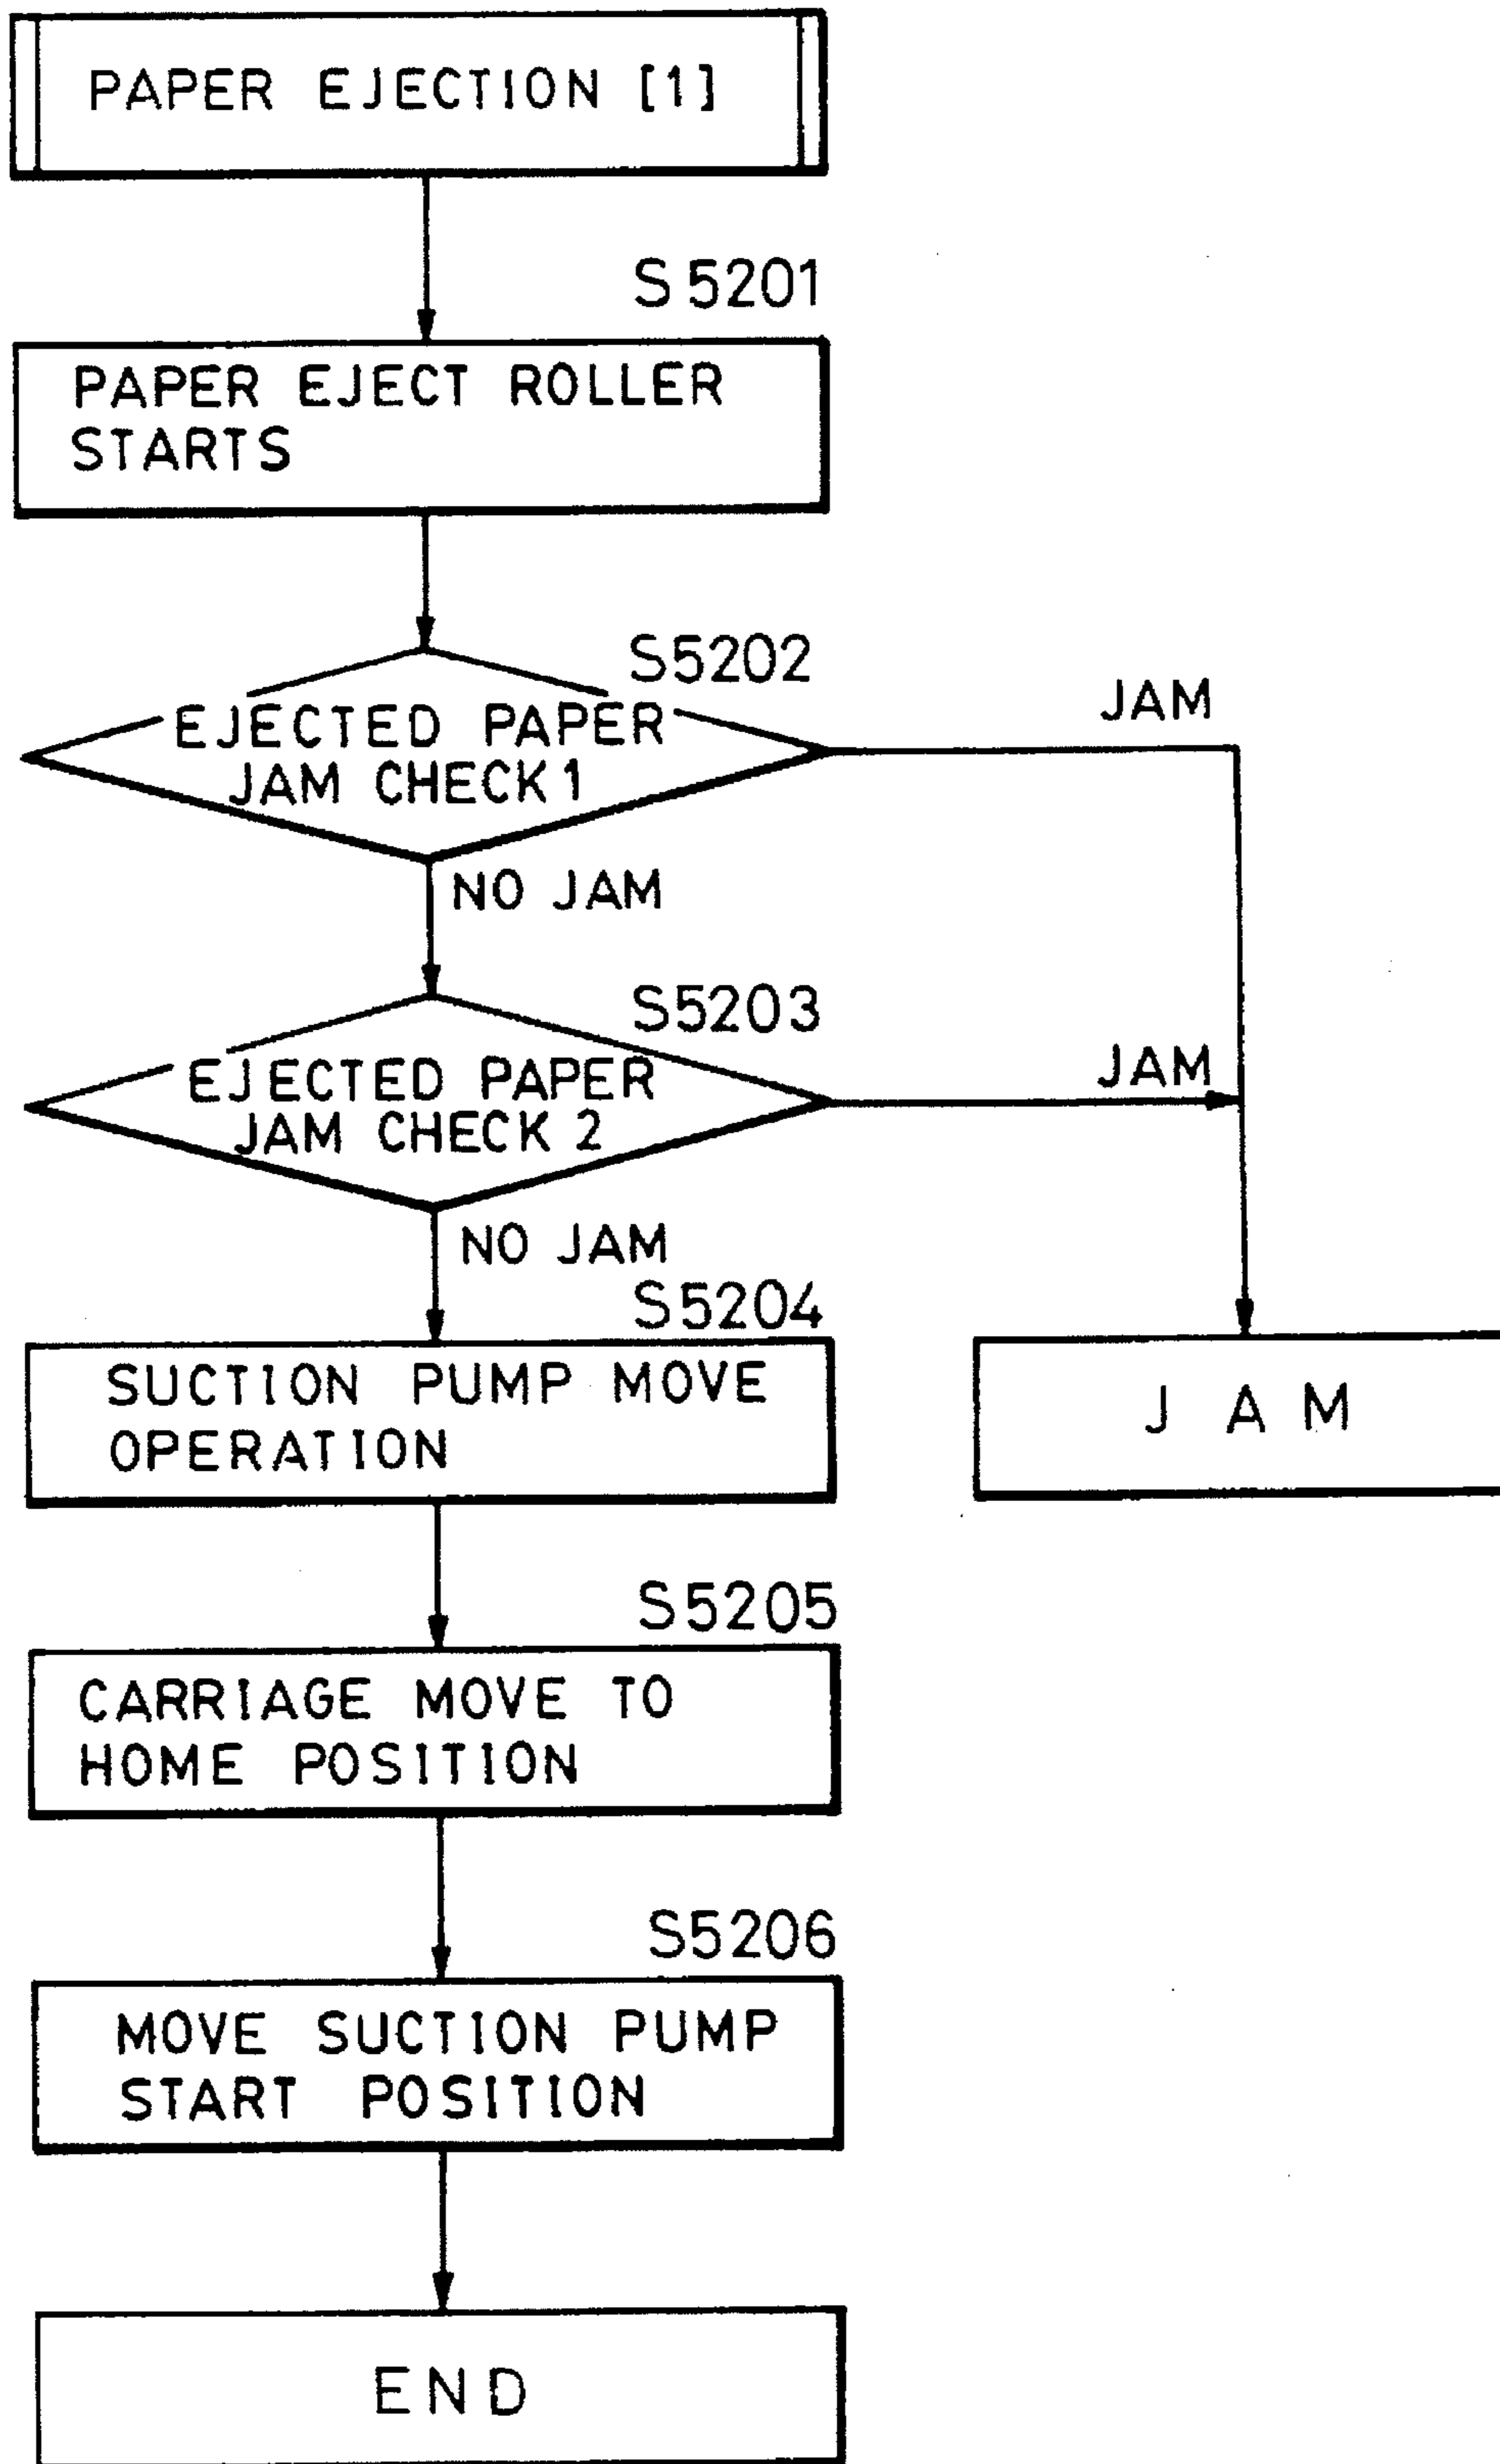 PAPER EJECTION [1]
S5201
PAPER EJECT ROLLER
STARTS
S5202
EJECTED PAPER
JAM CHECK 1
JAM
NO JAM
S5203
EJECTED PAPER
JAM CHECK 2
JAM
NO JAM
S5204
SUCTION PUMP MOVE
OPERATION
JAM
S5205
CARRIAGE MOVE TO
HOME POSITION
S5206
MOVE SUCTION PUMP
START POSITION
END